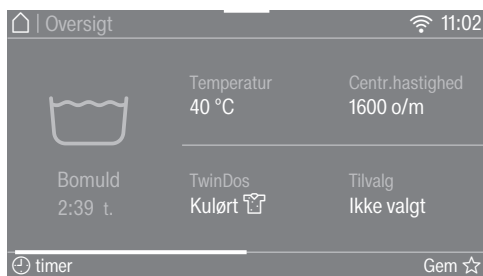 | Oversigt 11:02
Temperatur Centr.hastighed
40 °C 1600 o/m
Bomuld TwinDos Tilvalg
2:39 t. Kulørt Ikke valgt
timer Gem